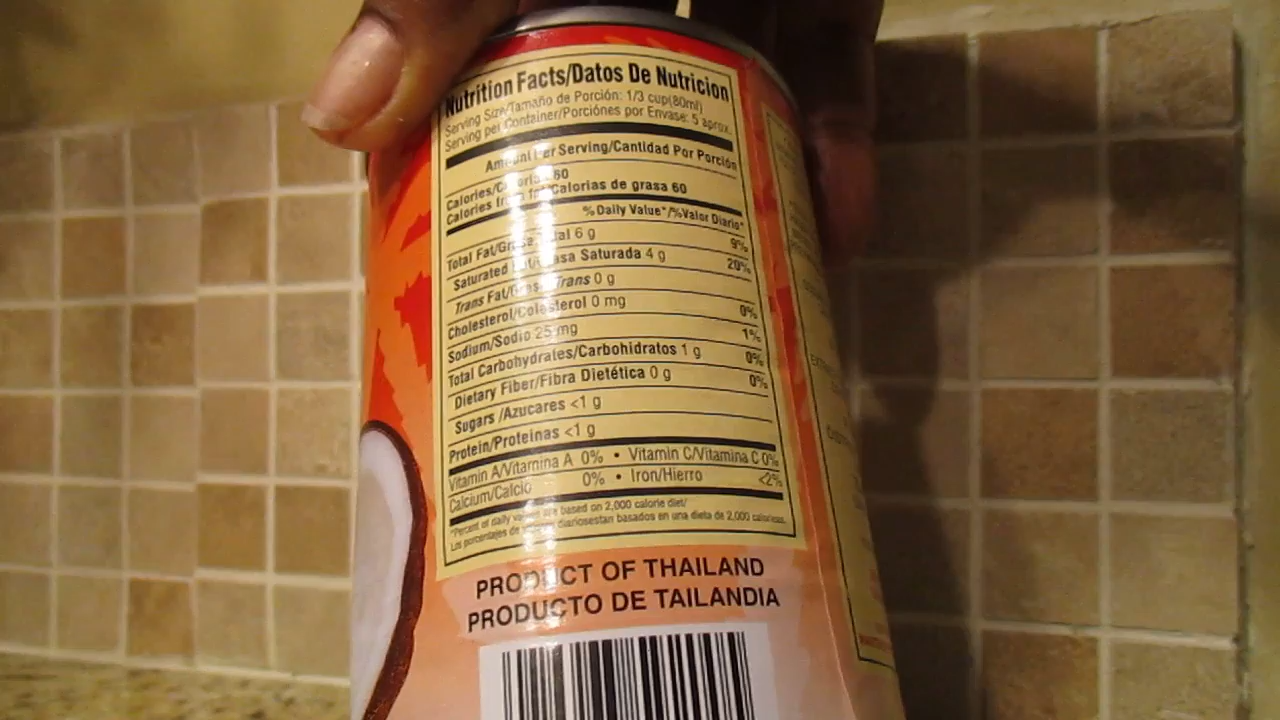 Nutrition Facts/Datos De Nutricion
Serving Size/Tamaño de Porción: 1/3 cup(80ml)
Serving per Container/Porciónes por Envase: 5 aprox.
Amount Per Serving/Cantidad Por Porción
Calories/Calorías 60
Calories from fat/Calorias de grasa 60
% Daily Value*/%Valor Diario*
Total Fat/Grasa Total 6 g 9%
Saturated Fat/Grasa Saturada 4 g 20%
Trans Fat/Grasa Trans 0 g
Cholesterol/Colesterol 0 mg 0%
Sodium/Sodio 25 mg 1%
Total Carbohydrates/Carbohidratos 1 g 0%
Dietary Fiber/Fibra Dietética 0 g 0%
Sugars /Azucares <1 g
Protein/Proteinas <1 g
Vitamin A/Vitamina A 0% • Vitamin C/Vitamina C 0%
Calcium/Calcio 0% • Iron/Hierro <2%
*Percent of daily values are based on 2,000 calorie diet/
Los porcentajes de valores diariosestan basados en una dieta de 2,000 calorias.
PRODUCT OF THAILAND
PRODUCTO DE TAILANDIA